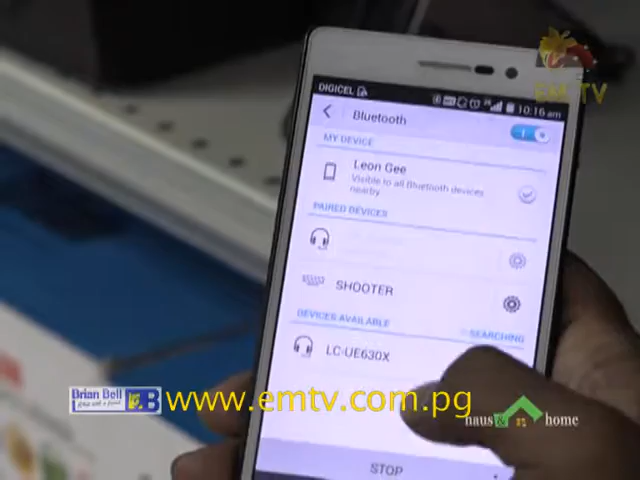 EMTV
DIGICEL
10:16 am
Bluetooth
MY DEVICE
Leon Gee
Visible to all Bluetooth devices
nearby
PAIRED DEVICES
SHOOTER
DEVICES AVAILABLE
SEARCHING
LC-UE630X
STOP
Brian Bell
www.emtv.com.pg
haus & home